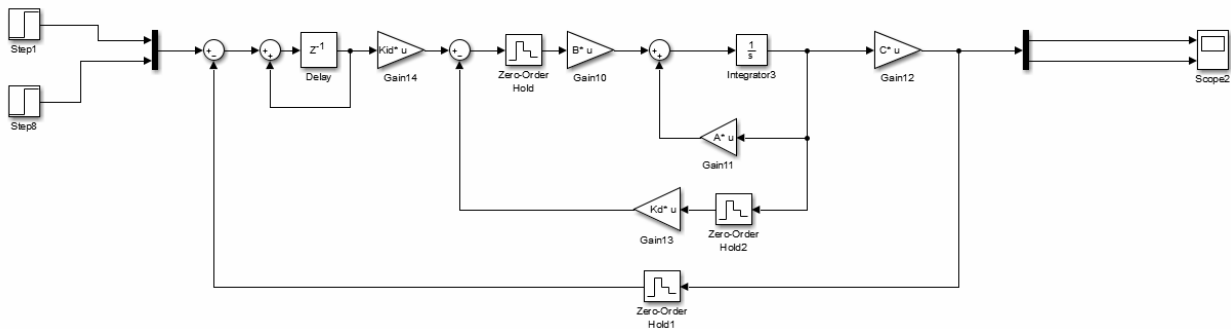 Step1
Step8
+
−
+
+
Z⁻¹
Delay
Kid* u
Gain14
+
−
Zero-Order
Hold
B* u
Gain10
+
+
1
s
Integrator3
C* u
Gain12
Scope2
A* u
Gain11
Kd* u
Gain13
Zero-Order
Hold2
Zero-Order
Hold1